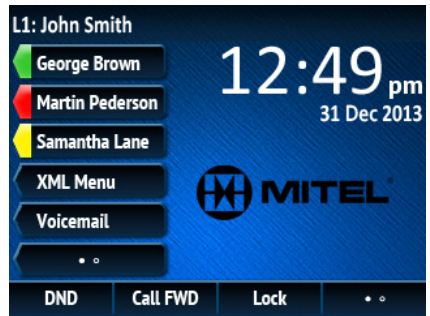 L1: John Smith
George Brown
Martin Pederson
Samantha Lane
XML Menu
Voicemail
12:49 pm
31 Dec 2013
MITEL
DND Call FWD Lock